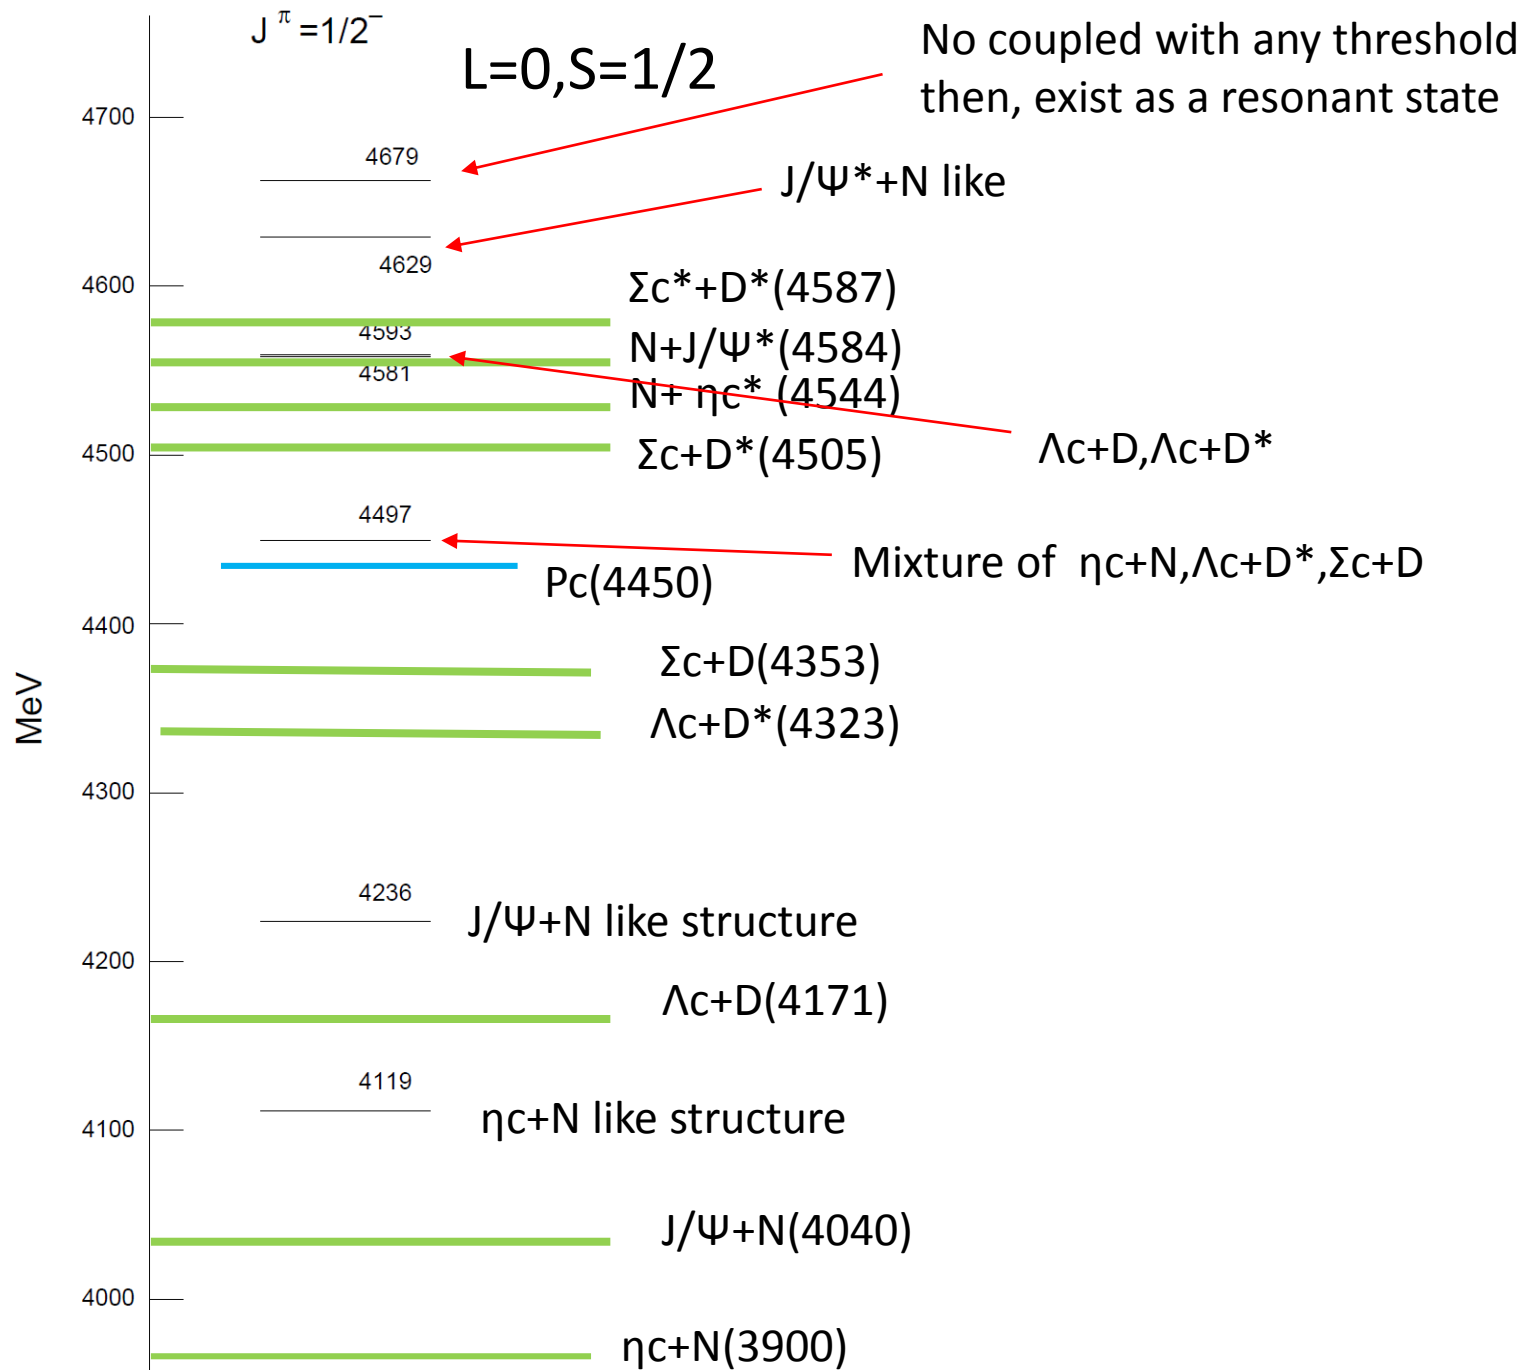 J π =1/2⁻
L=0,S=1/2
No coupled with any threshold
then, exist as a resonant state
4700
4679
J/Ψ*+N like
4629
4600
Σc*+D*(4587)
4593
N+J/Ψ*(4584)
4581
N+ ηc* (4544)
4500
Σc+D*(4505)
Λc+D,Λc+D*
4497
Mixture of ηc+N,Λc+D*,Σc+D
Pc(4450)
4400
Σc+D(4353)
MeV
Λc+D*(4323)
4300
4236
J/Ψ+N like structure
4200
Λc+D(4171)
4119
ηc+N like structure
4100
J/Ψ+N(4040)
4000
ηc+N(3900)